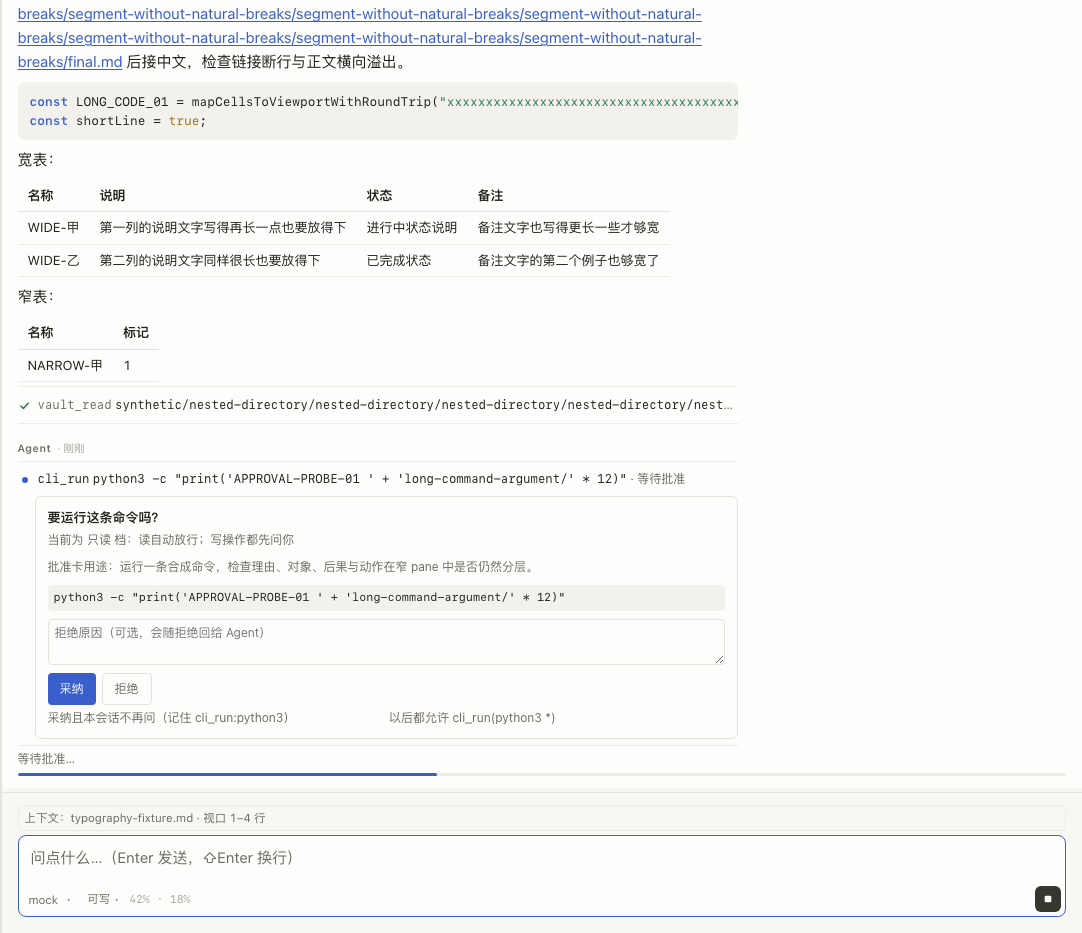 breaks/segment-without-natural-breaks/segment-without-natural-breaks/segment-without-natural-
breaks/segment-without-natural-breaks/segment-without-natural-breaks/segment-without-natural-
breaks/final.md 后接中文，检查链接断行与正文横向溢出。
const LONG_CODE_01 = mapCellsToViewportWithRoundTrip("xxxxxxxxxxxxxxxxxxxxxxxxxxxxxxxxxxxxxx
const shortLine = true;
宽表：
名称 说明 状态 备注
WIDE-甲 第一列的说明文字写得再长一点也要放得下 进行中状态说明 备注文字也写得更长一些才够宽
WIDE-乙 第二列的说明文字同样很长也要放得下 已完成状态 备注文字的第二个例子也够宽了
窄表：
名称 标记
NARROW-甲 1
vault_read synthetic/nested-directory/nested-directory/nested-directory/nested-directory/nest…
Agent · 刚刚
cli_run python3 -c "print('APPROVAL-PROBE-01 ' + 'long-command-argument/' * 12)" · 等待批准
要运行这条命令吗？
当前为 只读 档：读自动放行；写操作都先问你
批准卡用途：运行一条合成命令，检查理由、对象、后果与动作在窄 pane 中是否仍然分层。
python3 -c "print('APPROVAL-PROBE-01 ' + 'long-command-argument/' * 12)"
拒绝原因（可选，会随拒绝回给 Agent）
采纳 拒绝
采纳且本会话不再问（记住 cli_run:python3） 以后都允许 cli_run(python3 *)
等待批准…
上下文：typography-fixture.md · 视口 1–4 行
问点什么…（Enter 发送，⇧Enter 换行）
mock 可写 42% · 18%